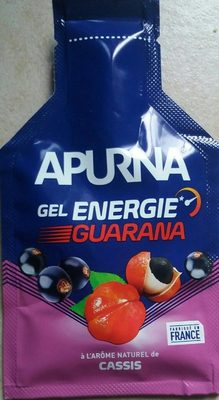 APURNA
GEL ENERGIE*
GUARANA
FABRIQUÉ EN
FRANCE
à L'ARÔME NATUREL de
CASSIS